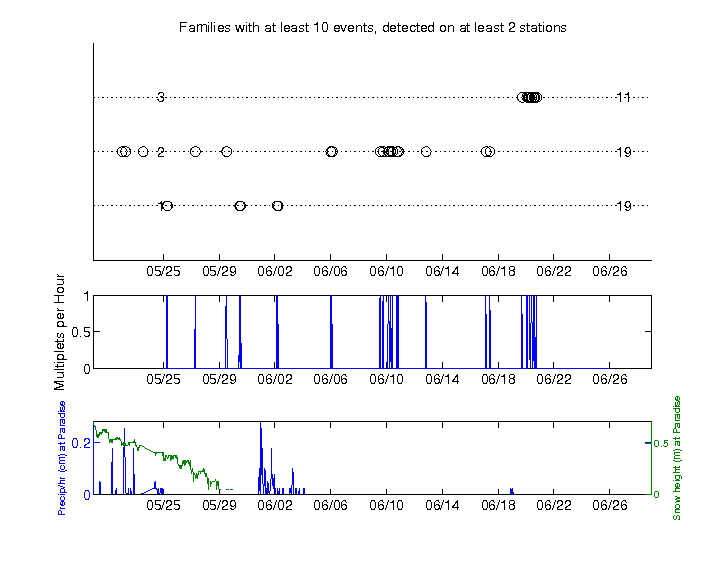 Families with at least 10 events, detected on at least 2 stations
3 11
2 19
1 19
05/25 05/29 06/02 06/06 06/10 06/14 06/18 06/22 06/26
Multiplets per Hour
1
0.5
0
05/25 05/29 06/02 06/06 06/10 06/14 06/18 06/22 06/26
Precip/hr (cm) at Paradise
0.2
0
Snow height (m) at Paradise
0.5
0
05/25 05/29 06/02 06/06 06/10 06/14 06/18 06/22 06/26